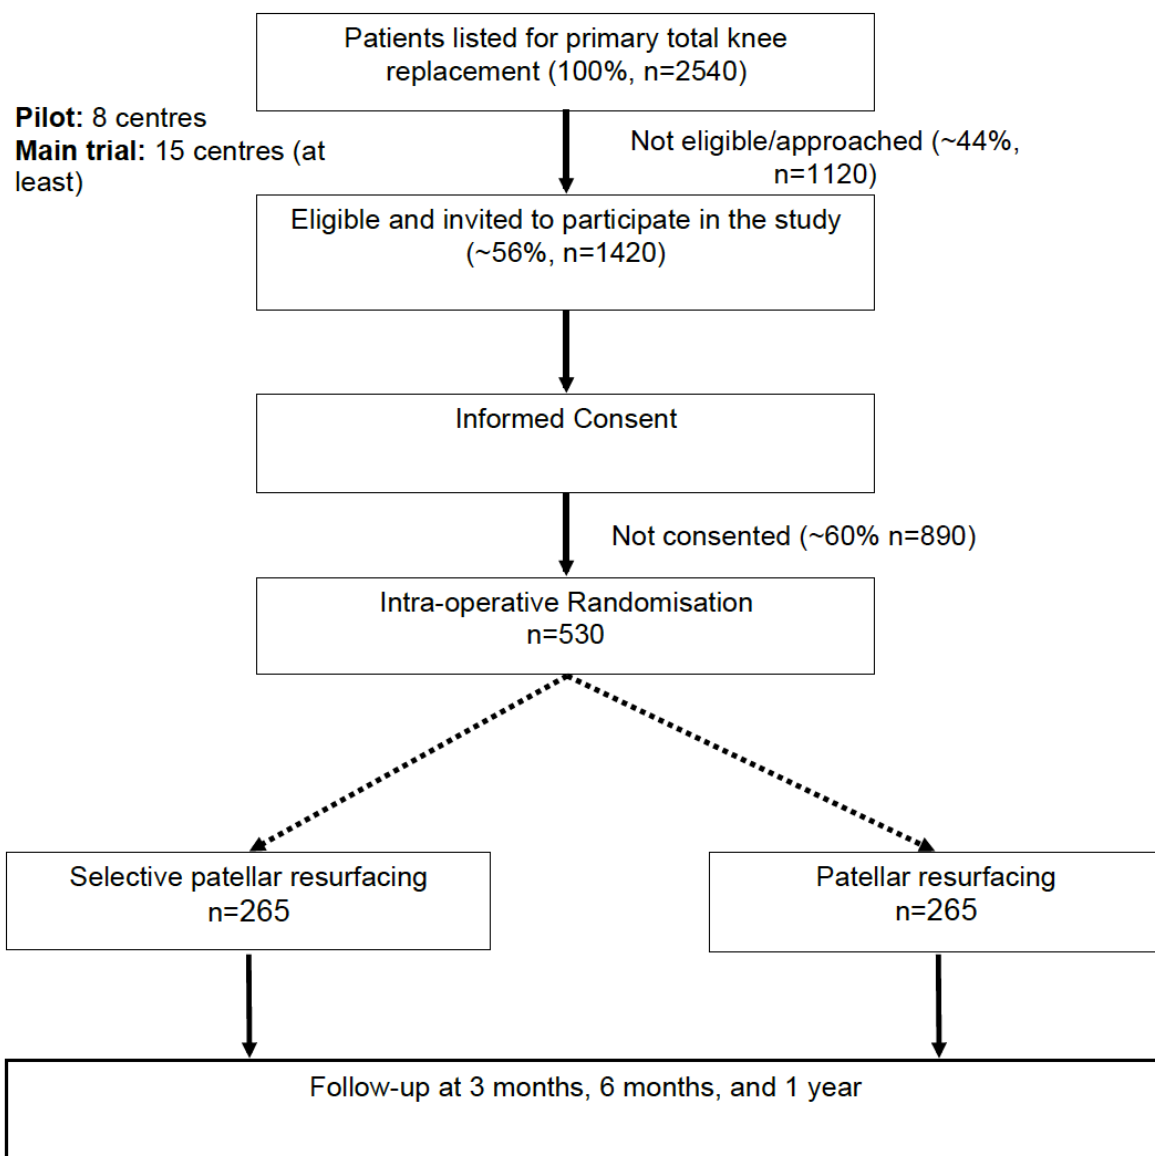 Patients listed for primary total knee
replacement (100%, n=2540)
Pilot: 8 centres
Main trial: 15 centres (at
least)
Not eligible/approached (~44%,
n=1120)
Eligible and invited to participate in the study
(~56%, n=1420)
Informed Consent
Not consented (~60% n=890)
Intra-operative Randomisation
n=530
Selective patellar resurfacing
n=265
Patellar resurfacing
n=265
Follow-up at 3 months, 6 months, and 1 year